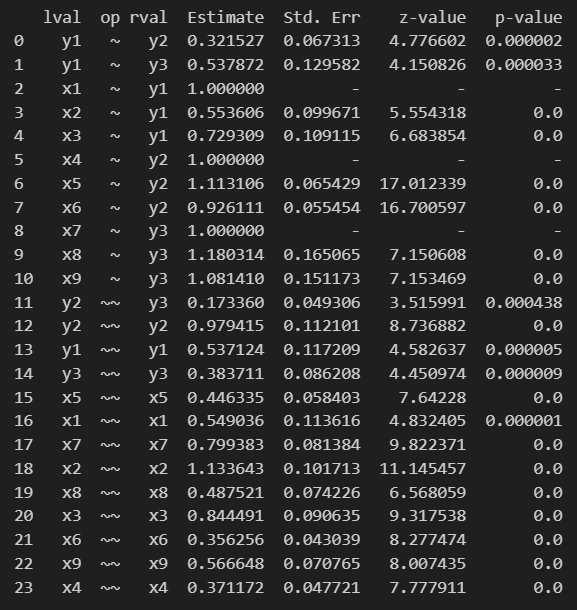 lval op rval Estimate Std. Err z-value p-value
0 y1 ~ y2 0.321527 0.067313 4.776602 0.000002
1 y1 ~ y3 0.537872 0.129582 4.150826 0.000033
2 x1 ~ y1 1.000000 - - -
3 x2 ~ y1 0.553606 0.099671 5.554318 0.0
4 x3 ~ y1 0.729309 0.109115 6.683854 0.0
5 x4 ~ y2 1.000000 - - -
6 x5 ~ y2 1.113106 0.065429 17.012339 0.0
7 x6 ~ y2 0.926111 0.055454 16.700597 0.0
8 x7 ~ y3 1.000000 - - -
9 x8 ~ y3 1.180314 0.165065 7.150608 0.0
10 x9 ~ y3 1.081410 0.151173 7.153469 0.0
11 y2 ~~ y3 0.173360 0.049306 3.515991 0.000438
12 y2 ~~ y2 0.979415 0.112101 8.736882 0.0
13 y1 ~~ y1 0.537124 0.117209 4.582637 0.000005
14 y3 ~~ y3 0.383711 0.086208 4.450974 0.000009
15 x5 ~~ x5 0.446335 0.058403 7.64228 0.0
16 x1 ~~ x1 0.549036 0.113616 4.832405 0.000001
17 x7 ~~ x7 0.799383 0.081384 9.822371 0.0
18 x2 ~~ x2 1.133643 0.101713 11.145457 0.0
19 x8 ~~ x8 0.487521 0.074226 6.568059 0.0
20 x3 ~~ x3 0.844491 0.090635 9.317538 0.0
21 x6 ~~ x6 0.356256 0.043039 8.277474 0.0
22 x9 ~~ x9 0.566648 0.070765 8.007435 0.0
23 x4 ~~ x4 0.371172 0.047721 7.777911 0.0